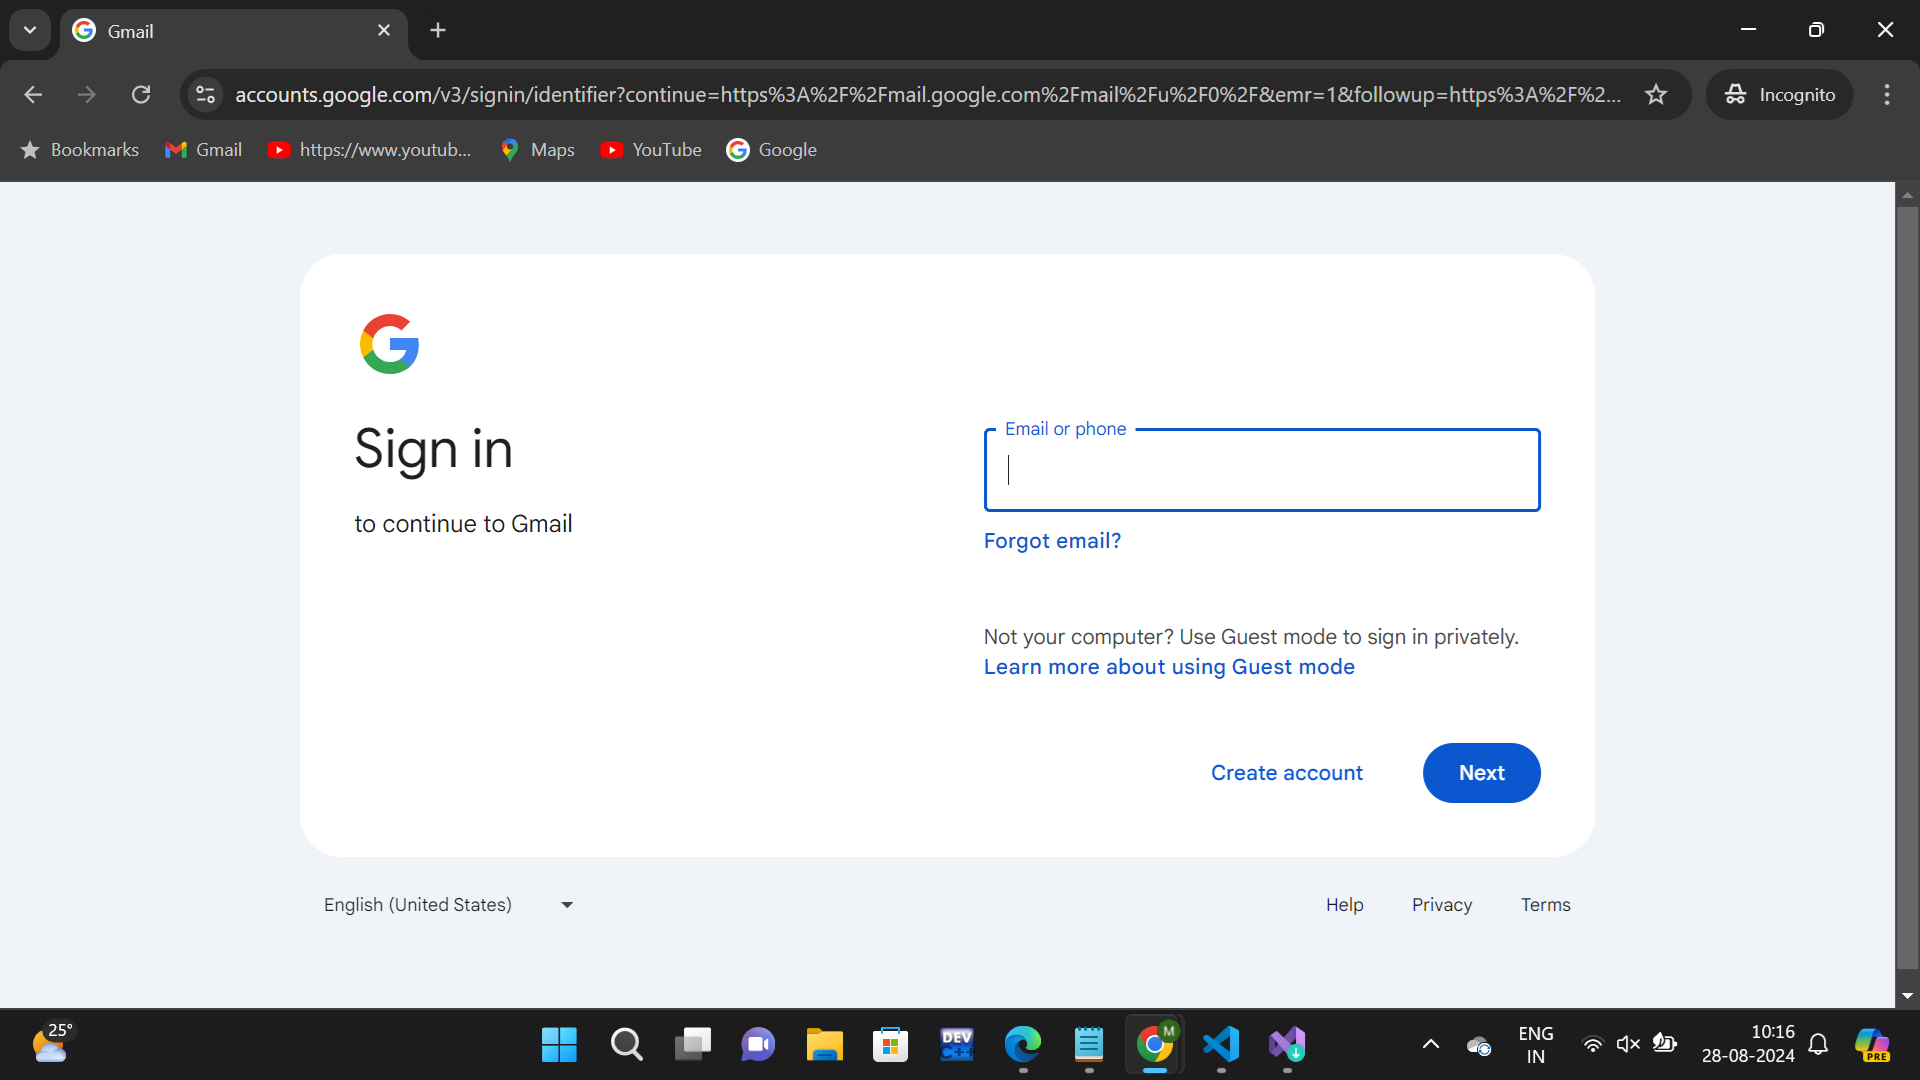 Gmail
accounts.google.com/v3/signin/identifier?continue=https%3A%2F%2Fmail.google.com%2Fmail%2Fu%2F0%2F&emr=1&followup=https%3A%2F%2...
Incognito
Bookmarks
Gmail
https://www.youtub...
Maps
YouTube
Google
Sign in
to continue to Gmail
Email or phone
Forgot email?
Not your computer? Use Guest mode to sign in privately.
Learn more about using Guest mode
Create account
Next
English (United States)
Help
Privacy
Terms
25°
DEV
C++
M
ENG
IN
10:16
28-08-2024
PRE